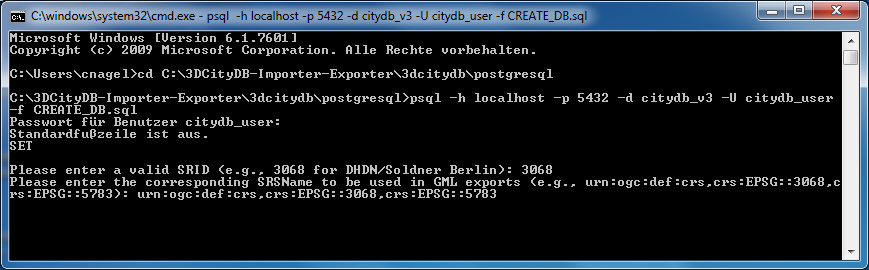 C:\windows\system32\cmd.exe - psql -h localhost -p 5432 -d citydb_v3 -U citydb_user -f CREATE_DB.sql
Microsoft Windows [Version 6.1.7601]
Copyright (c) 2009 Microsoft Corporation. Alle Rechte vorbehalten.
C:\Users\cnagel>cd C:\3DCityDB-Importer-Exporter\3dcitydb\postgresql
C:\3DCityDB-Importer-Exporter\3dcitydb\postgresql>psql -h localhost -p 5432 -d citydb_v3 -U citydb_user
-f CREATE_DB.sql
Passwort für Benutzer citydb_user:
Standardfußzeile ist aus.
SET
Please enter a valid SRID (e.g., 3068 for DHDN/Soldner Berlin): 3068
Please enter the corresponding SRSName to be used in GML exports (e.g., urn:ogc:def:crs,crs:EPSG::3068,c
rs:EPSG::5783): urn:ogc:def:crs,crs:EPSG::3068,crs:EPSG::5783